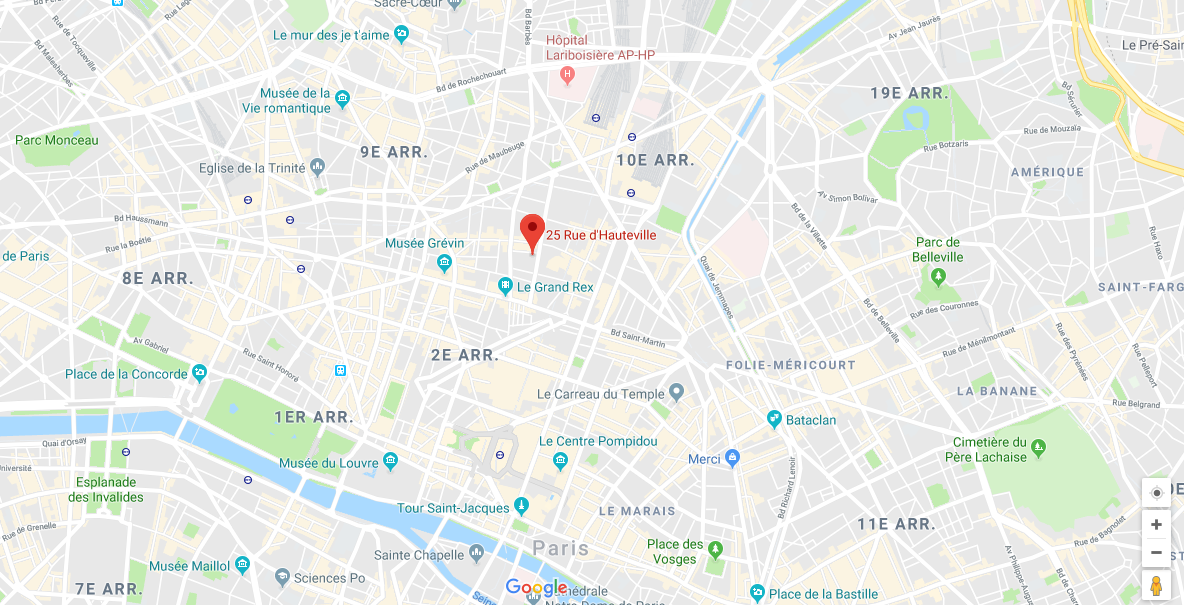 Sacré-Cœur
Bd Barbès
Av Jean Jaurès
Rue de Tocqueville
Le mur des je t'aime
Hôpital
Lariboisière AP-HP
Le Pré-Sai
Bd Malesherbes
Bd de Rochechouart
Musée de la
Vie romantique
19E ARR.
Bd Sérurier
Parc Monceau
9E ARR.
Rue de Maubeuge
10E ARR.
Rue de Mouzaïa
Rue Botzaris
Eglise de la Trinité
AMÉRIQUE
Av Simon Bolivar
Bd Haussmann
Bd de la Villette
Rue la Boétie
Musée Grévin
25 Rue d'Hauteville
Rue Haxo
de Paris
Parc de
Belleville
8E ARR.
Le Grand Rex
Quai de Jemmapes
SAINT-FARG
Bd de Belleville
Rue des Couronnes
Av Gabriel
Rue Saint Honoré
2E ARR.
Bd Saint-Martin
Rue de Ménilmontant
Rue des Pyrénées
Rue Pelleport
Place de la Concorde
FOLIE-MÉRICOURT
Le Carreau du Temple
LA BANANE
Rue Belgrand
1ER ARR.
Bataclan
Quai d'Orsay
Le Centre Pompidou
Cimetière du
Père Lachaise
Université
Musée du Louvre
Merci
Bd Richard Lenoir
Esplanade
des Invalides
Tour Saint-Jacques
LE MARAIS
11E ARR.
Rue de Bagnolet
Rue de Grenelle
Sainte Chapelle
Paris
Place des
Vosges
Av Philippe-Augus
Musée Maillol
Sciences Po
7E ARR.
Google
Seine
hédrale
Notre-Dame de Paris
Place de la Bastille